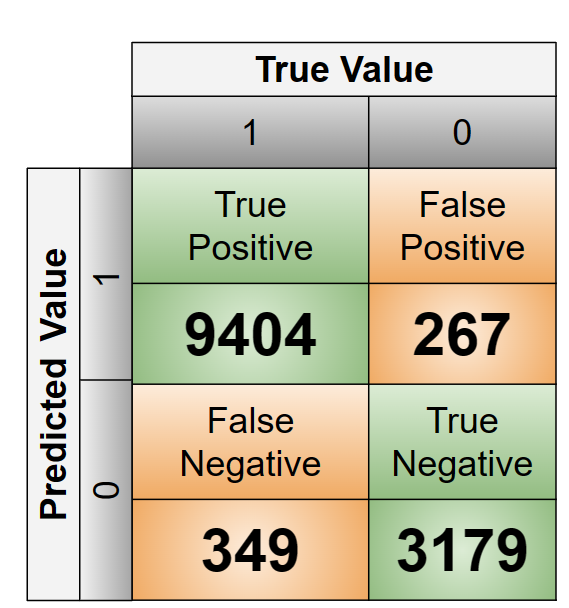 True Value
1
0
Predicted Value
1
True
Positive
False
Positive
9404
267
0
False
Negative
True
Negative
349
3179